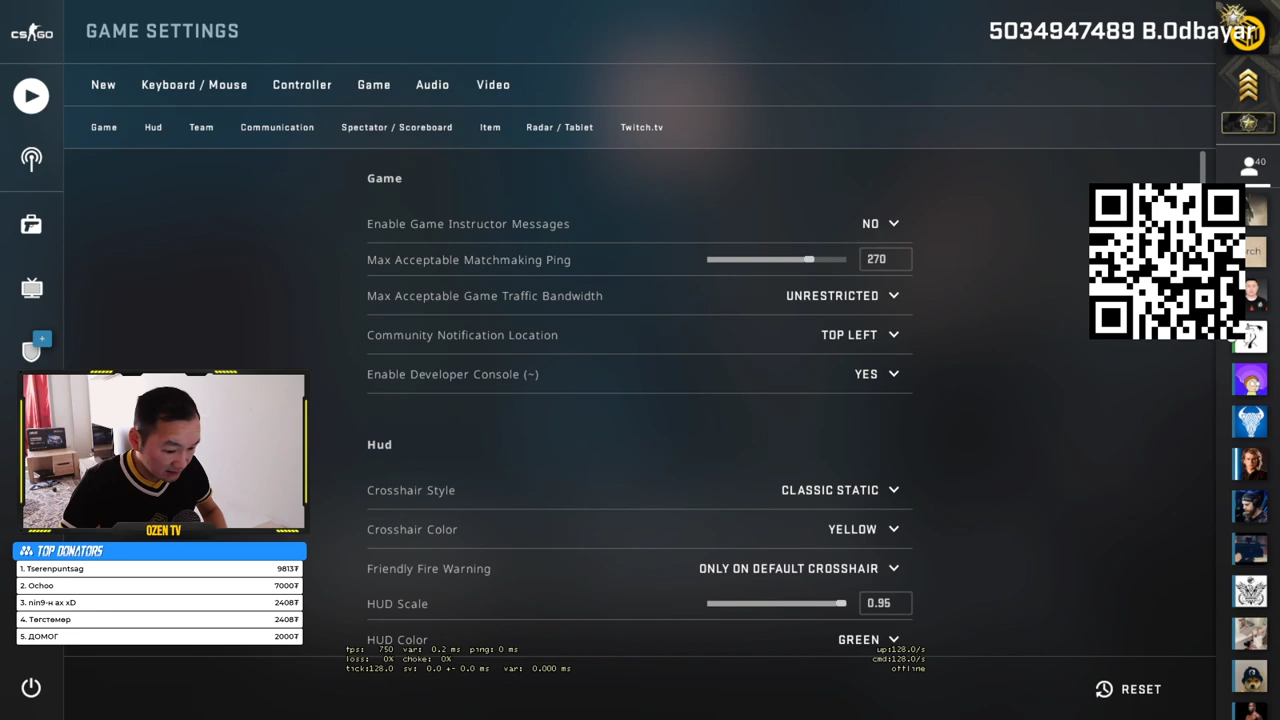 CS:GO
GAME SETTINGS
5034947489 B.Odbayar
New Keyboard / Mouse Controller Game Audio Video
Game Hud Team Communication Spectator / Scoreboard Item Radar / Tablet Twitch.tv
40
Game
Enable Game Instructor Messages NO
Max Acceptable Matchmaking Ping 270
Max Acceptable Game Traffic Bandwidth UNRESTRICTED
Community Notification Location TOP LEFT
Enable Developer Console (~) YES
Hud
Crosshair Style CLASSIC STATIC
Crosshair Color YELLOW
Friendly Fire Warning ONLY ON DEFAULT CROSSHAIR
HUD Scale 0.95
HUD Color GREEN
OZEN TV
TOP DONATORS
1. Tserenpuntsag 9813₮
2. Ochoo 7000₮
3. nin9-н ах xD 2408₮
4. Төгстөмөр 2408₮
5. ДОМОГ 2000₮
fps: 750 var: 0.2 ms ping: 0 ms
loss: 0% choke: 0%
tick:128.0 sv: 0.0 +- 0.0 ms var: 0.000 ms
up:128.0/s
cmd:128.0/s
offline
RESET